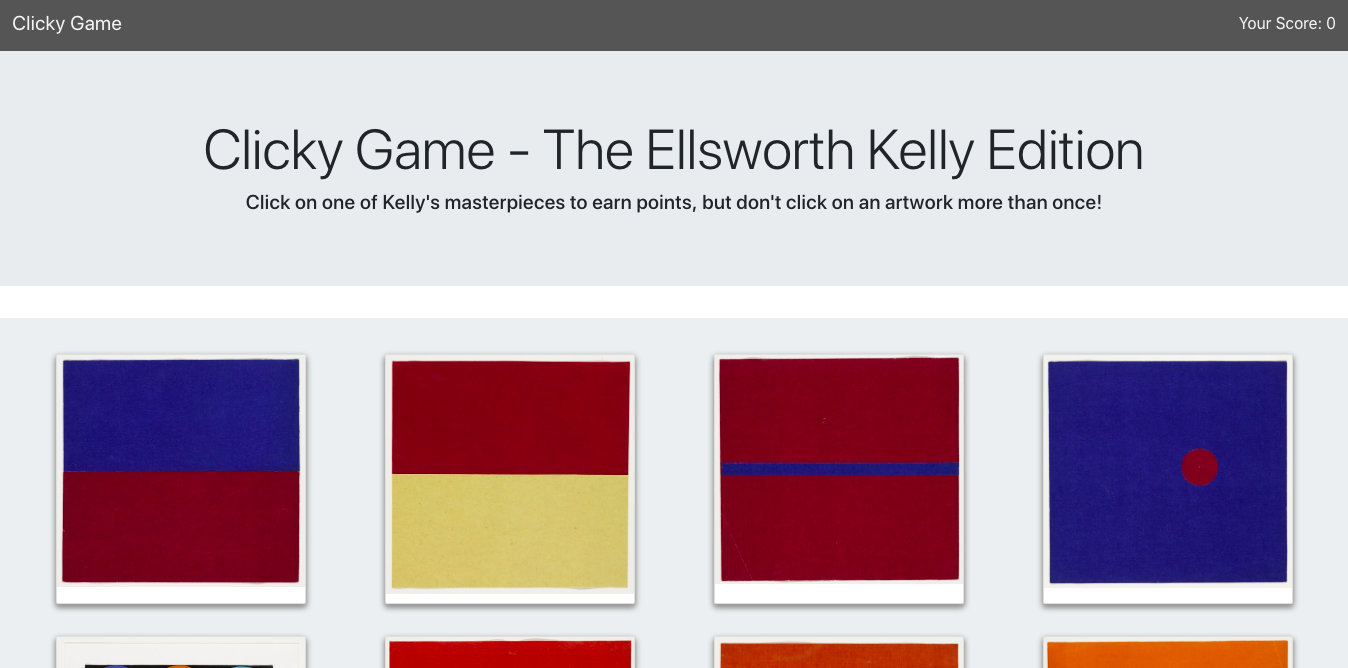 Clicky Game
Your Score: 0
Clicky Game - The Ellsworth Kelly Edition
Click on one of Kelly's masterpieces to earn points, but don't click on an artwork more than once!